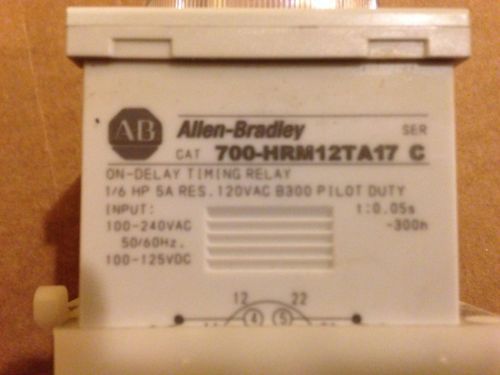 AB Allen-Bradley SER
CAT 700-HRM12TA17 C
ON-DELAY TIMING RELAY
1/6 HP 5A RES. 120VAC B300 PILOT DUTY
INPUT: t:0.05s
100-240VAC -300h
50/60Hz.
100-125VDC
12 22
4 5